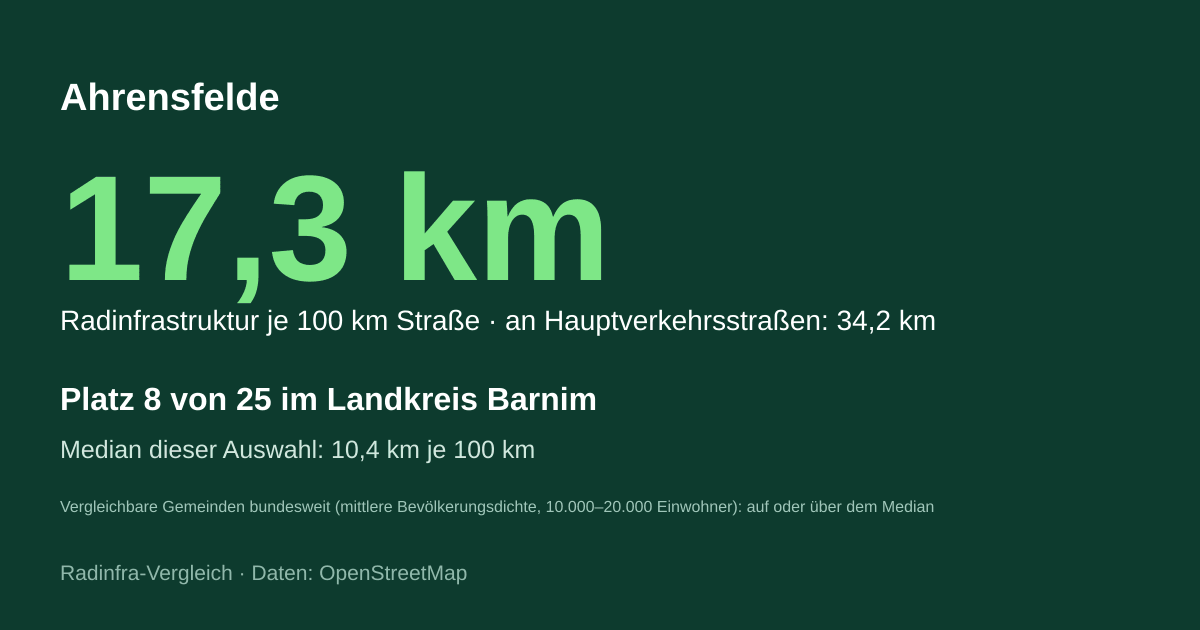 Ahrensfelde
17,3 km
Radinfrastruktur je 100 km Straße · an Hauptverkehrsstraßen: 34,2 km
Platz 8 von 25 im Landkreis Barnim
Median dieser Auswahl: 10,4 km je 100 km
Vergleichbare Gemeinden bundesweit (mittlere Bevölkerungsdichte, 10.000–20.000 Einwohner): auf oder über dem Median
Radinfra-Vergleich · Daten: OpenStreetMap